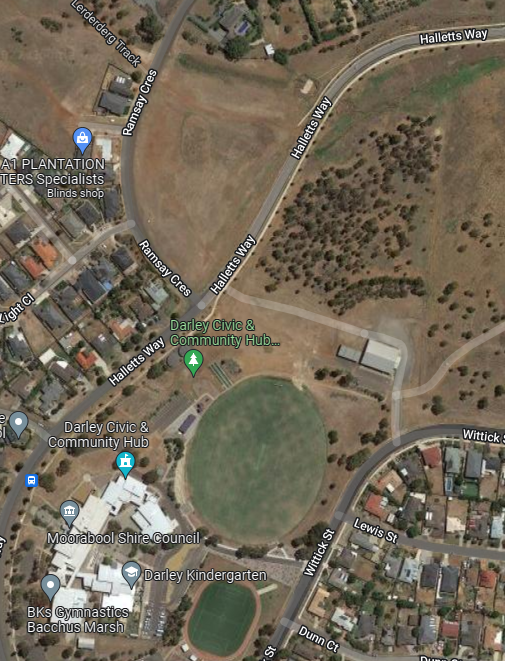 Lerderderg Track
Halletts Way
Ramsay Cres
Halletts Way
A1 PLANTATION
TERS Specialists
Blinds shop
Ramsay Cres
Halletts Way
Light Cl
Darley Civic &
Community Hub...
Halletts Way
Darley Civic &
Community Hub
Wittick S
Moorabool Shire Council
Lewis St
Wittick St
Darley Kindergarten
BKs Gymnastics
Bacchus Marsh
Dunn Ct
St